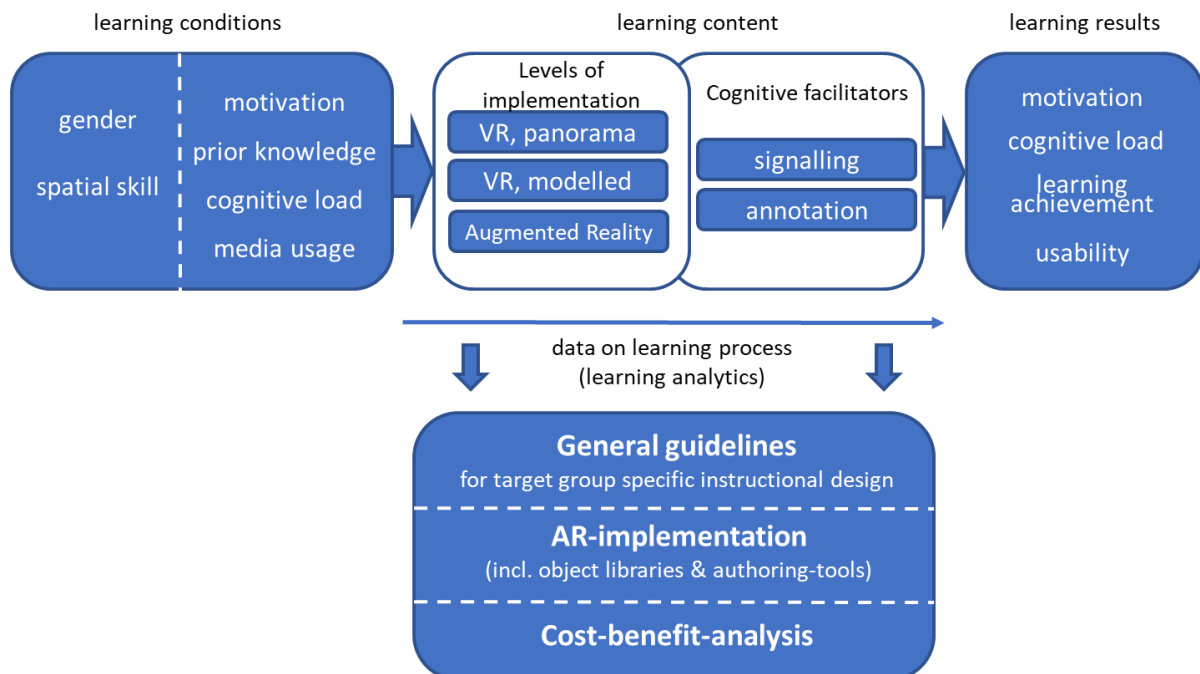 learning conditions
learning content
learning results
gender
spatial skill
motivation
prior knowledge
cognitive load
media usage
Levels of
implementation
VR, panorama
VR, modelled
Augmented Reality
Cognitive facilitators
signalling
annotation
motivation
cognitive load
learning
achievement
usability
data on learning process
(learning analytics)
General guidelines
for target group specific instructional design
AR-implementation
(incl. object libraries & authoring-tools)
Cost-benefit-analysis